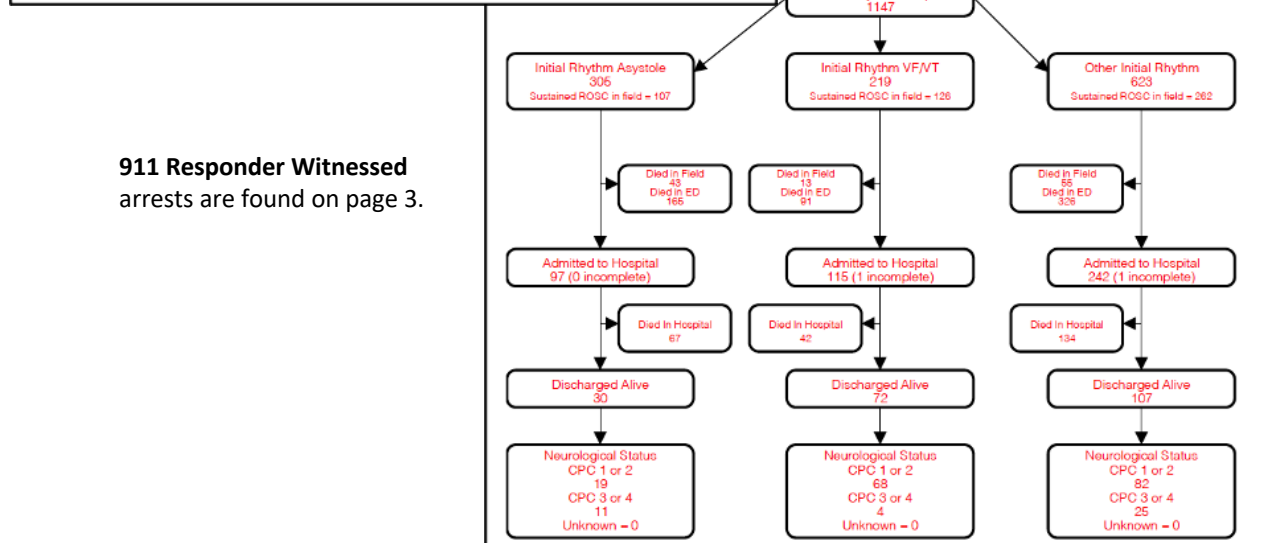 1147
Initial Rhythm Asystole
305
Sustained ROSC in field = 107
Initial Rhythm VF/VT
219
Sustained ROSC in field = 126
Other Initial Rhythm
623
Sustained ROSC in field = 262
911 Responder Witnessed
arrests are found on page 3.
Died in Field
43
Died in ED
165
Died in Field
13
Died in ED
91
Died in Field
55
Died in ED
326
Admitted to Hospital
97 (0 incomplete)
Admitted to Hospital
115 (1 incomplete)
Admitted to Hospital
242 (1 incomplete)
Died In Hospital
67
Died In Hospital
42
Died In Hospital
134
Discharged Alive
30
Discharged Alive
72
Discharged Alive
107
Neurological Status
CPC 1 or 2
19
CPC 3 or 4
11
Unknown = 0
Neurological Status
CPC 1 or 2
68
CPC 3 or 4
4
Unknown = 0
Neurological Status
CPC 1 or 2
82
CPC 3 or 4
25
Unknown = 0